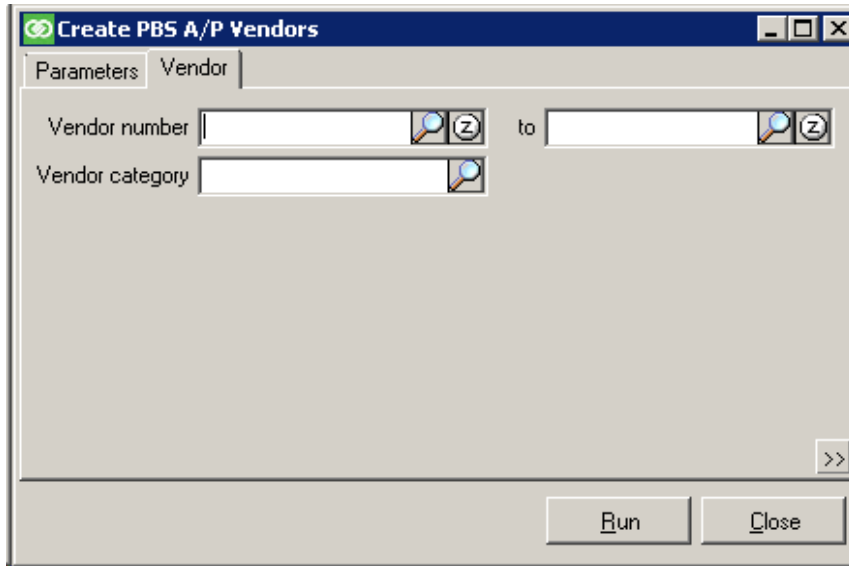 Create PBS A/P Vendors
Parameters Vendor
Vendor number Z to Z
Vendor category
>>
Run Close